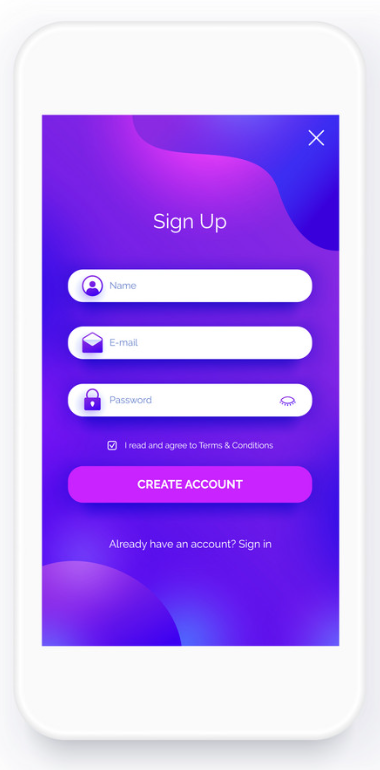 Sign Up
Name
E-mail
Password
I read and agree to Terms & Conditions
CREATE ACCOUNT
Already have an account? Sign in